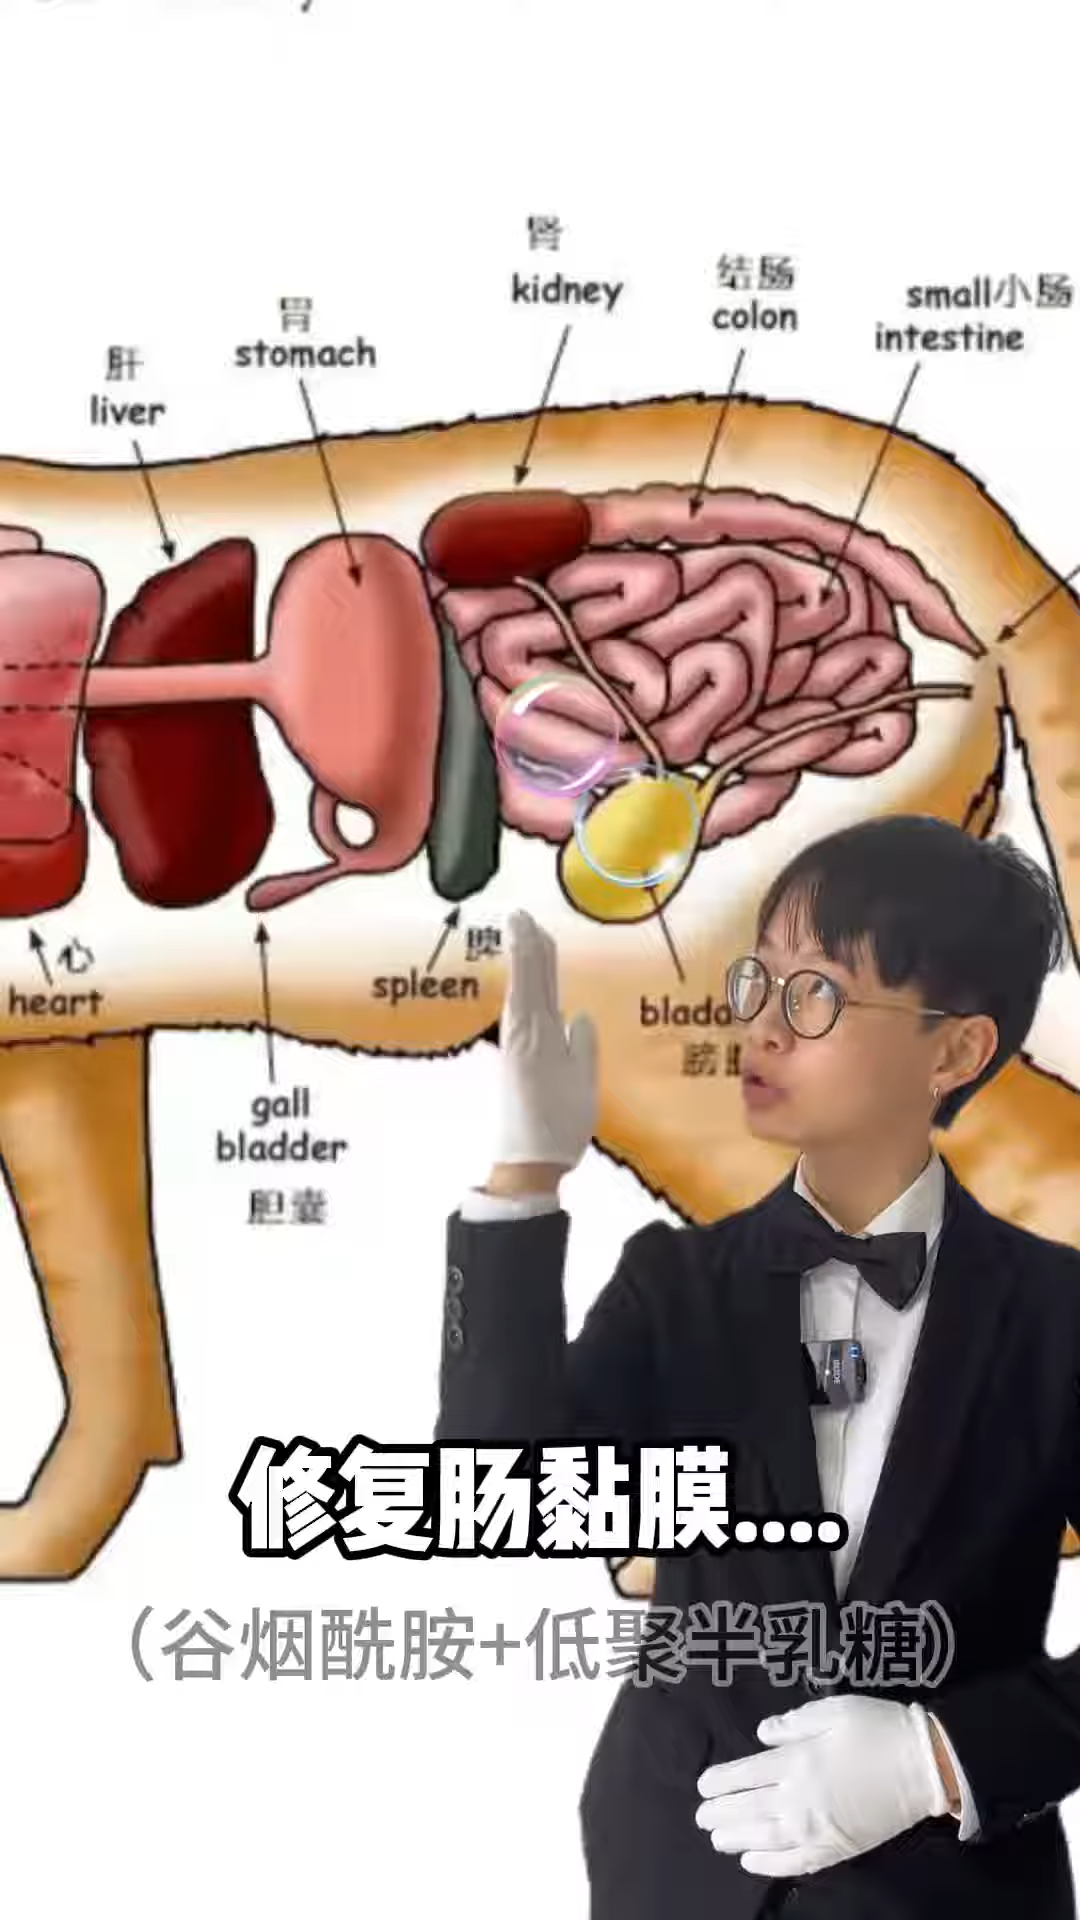 肾
kidney
结肠
colon
small小肠
intestine
胃
stomach
肝
liver
心
heart
脾
spleen
bladd
膀
gall
bladder
胆囊
修复肠黏膜....
（谷烟酰胺+低聚半乳糖）